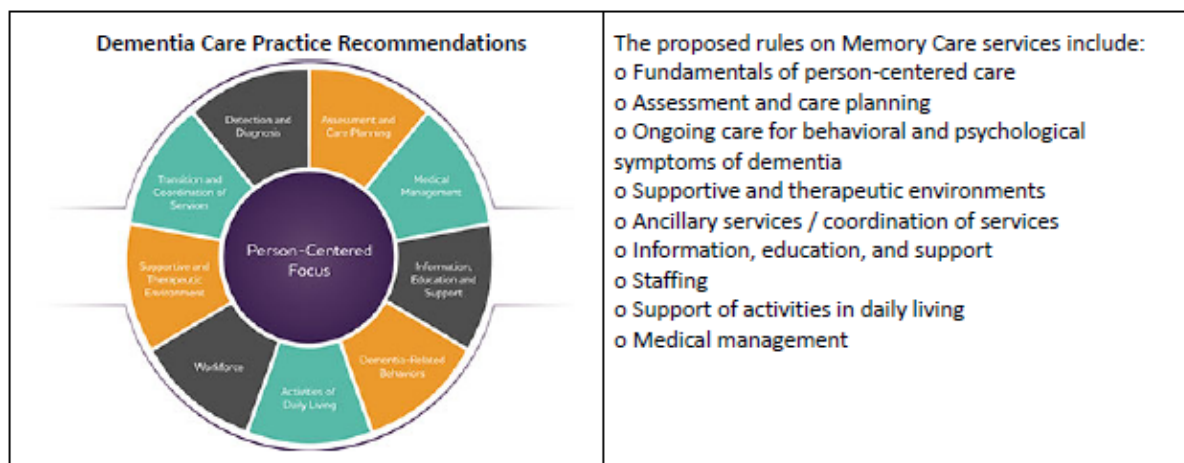 Dementia Care Practice Recommendations
Detection and
Diagnosis
Assessment and
Care Planning
Medical
Management
Information,
Education and
Support
Dementia-Related
Behaviors
Activities of
Daily Living
Workforce
Supportive and
Therapeutic
Environment
Transition and
Coordination of
Services
Person-Centered
Focus
The proposed rules on Memory Care services include:
o Fundamentals of person-centered care
o Assessment and care planning
o Ongoing care for behavioral and psychological
symptoms of dementia
o Supportive and therapeutic environments
o Ancillary services / coordination of services
o Information, education, and support
o Staffing
o Support of activities in daily living
o Medical management